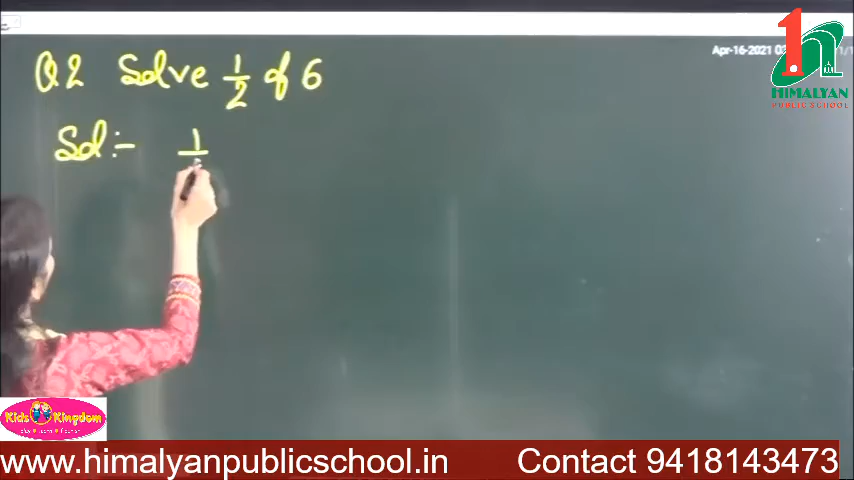 Apr-16-2021
1
HIMALYAN
PUBLIC SCHOOL
Q2 Solve 1/2 of 6
Sol:- 1/
Kids Kingdom
www.himalyanpublicschool.in Contact 9418143473